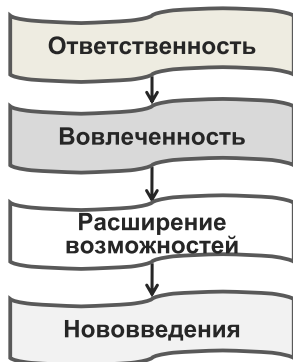 Ответственность
Вовлеченность
Расширение
возможностей
Нововведения